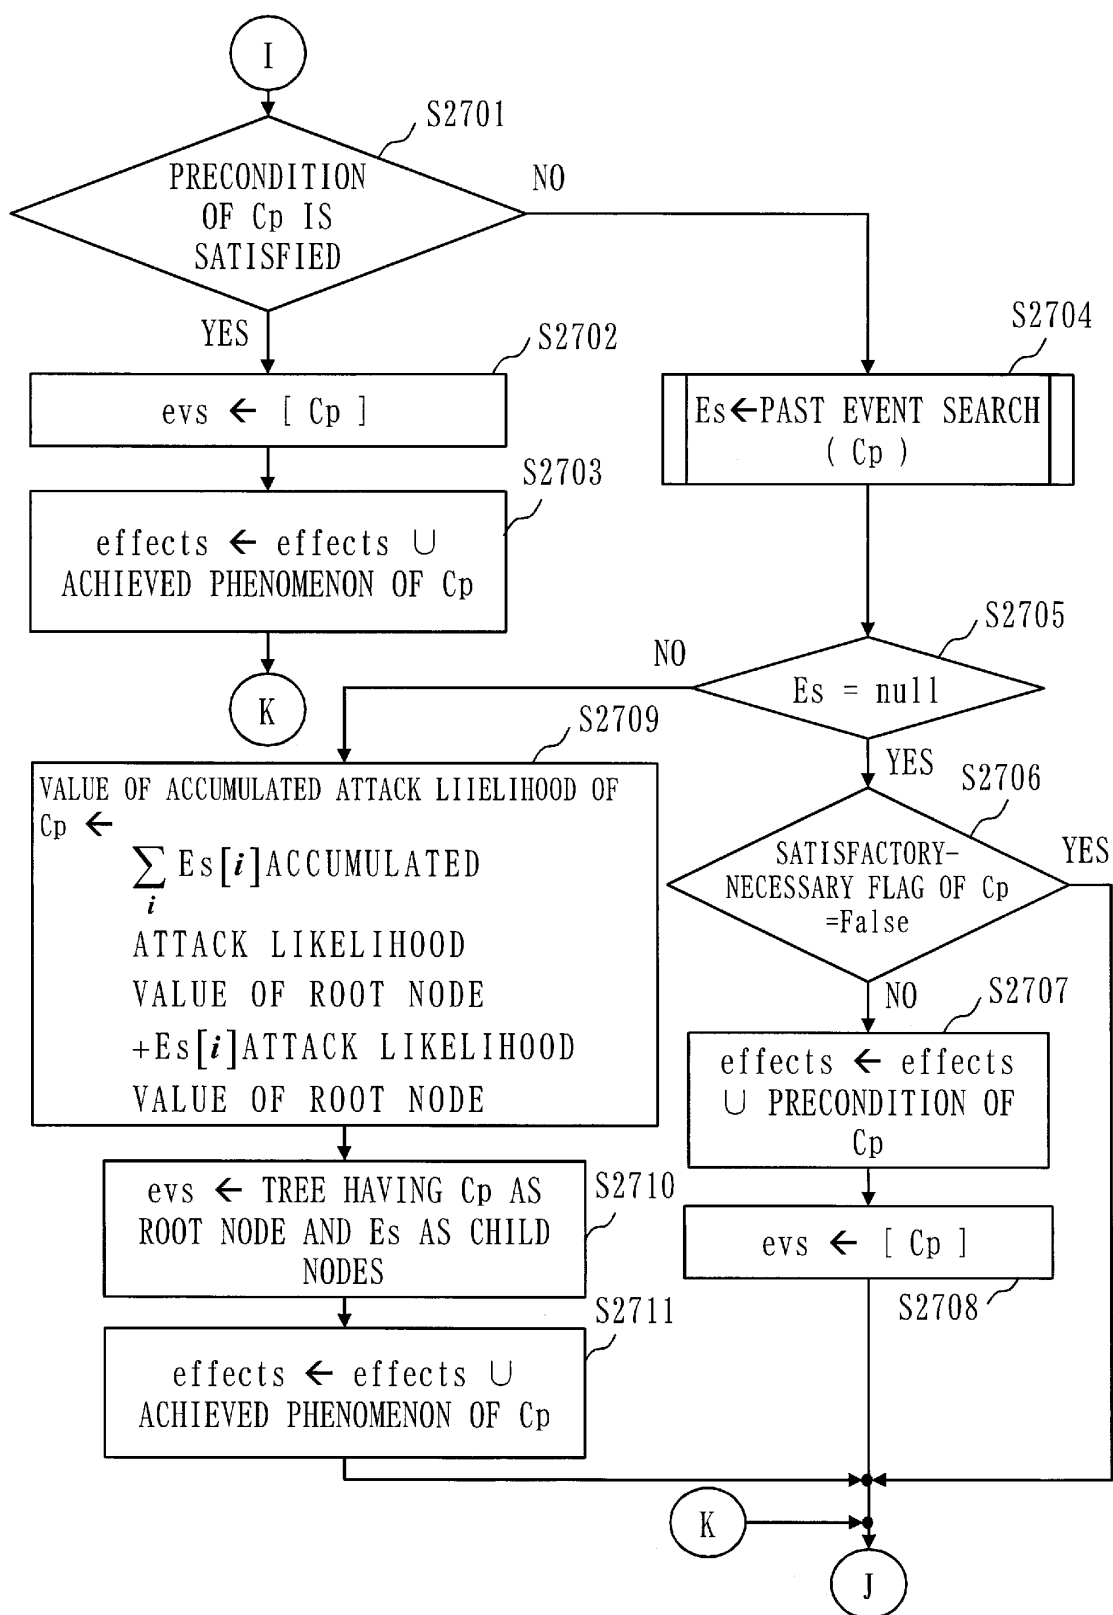 I
S2701
PRECONDITION
OF Cp IS
SATISFIED
NO
YES
S2702
evs ← [ Cp ]
S2703
effects ← effects ∪
ACHIEVED PHENOMENON OF Cp
K
S2704
Es←PAST EVENT SEARCH
( Cp )
S2705
Es = null
NO
YES
S2706
SATISFACTORY-
NECESSARY FLAG OF Cp
=False
YES
NO
S2707
effects ← effects
∪ PRECONDITION OF
Cp
evs ← [ Cp ]
S2708
S2709
VALUE OF ACCUMULATED ATTACK LIIELIHOOD OF
Cp ←
∑ Es[i]ACCUMULATED
i
ATTACK LIKELIHOOD
VALUE OF ROOT NODE
+Es[i]ATTACK LIKELIHOOD
VALUE OF ROOT NODE
S2710
evs ← TREE HAVING Cp AS
ROOT NODE AND Es AS CHILD
NODES
S2711
effects ← effects ∪
ACHIEVED PHENOMENON OF Cp
K
J